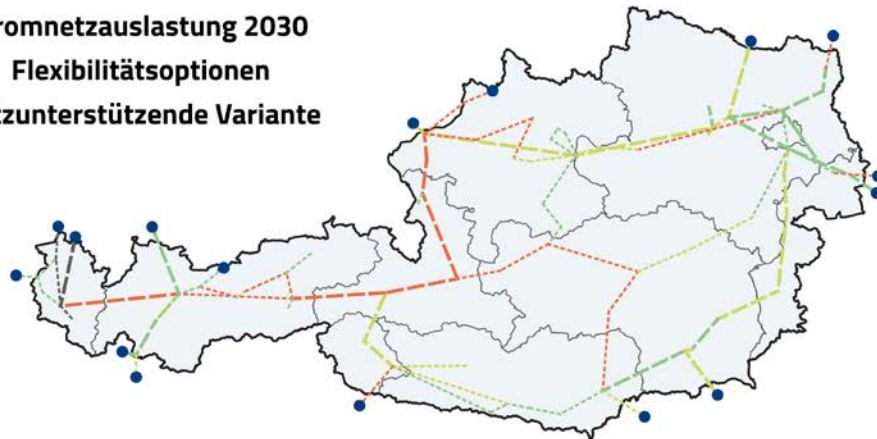 romnetzauslastung 2030
Flexibilitätsoptionen
tzunterstützende Variante